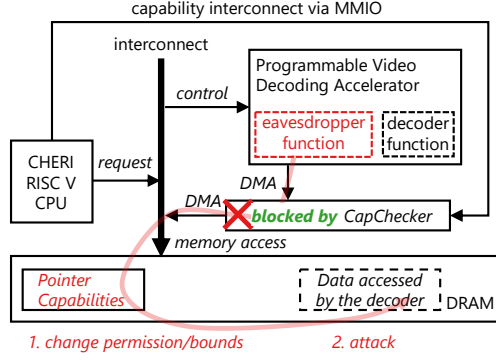 capability interconnect via MMIO
interconnect
Programmable Video
Decoding Accelerator
control
eavesdropper
function
decoder
function
CHERI
RISC V
CPU
request
DMA
DMA
blocked by CapChecker
memory access
Pointer
Capabilities
Data accessed
by the decoder
DRAM
1. change permission/bounds
2. attack